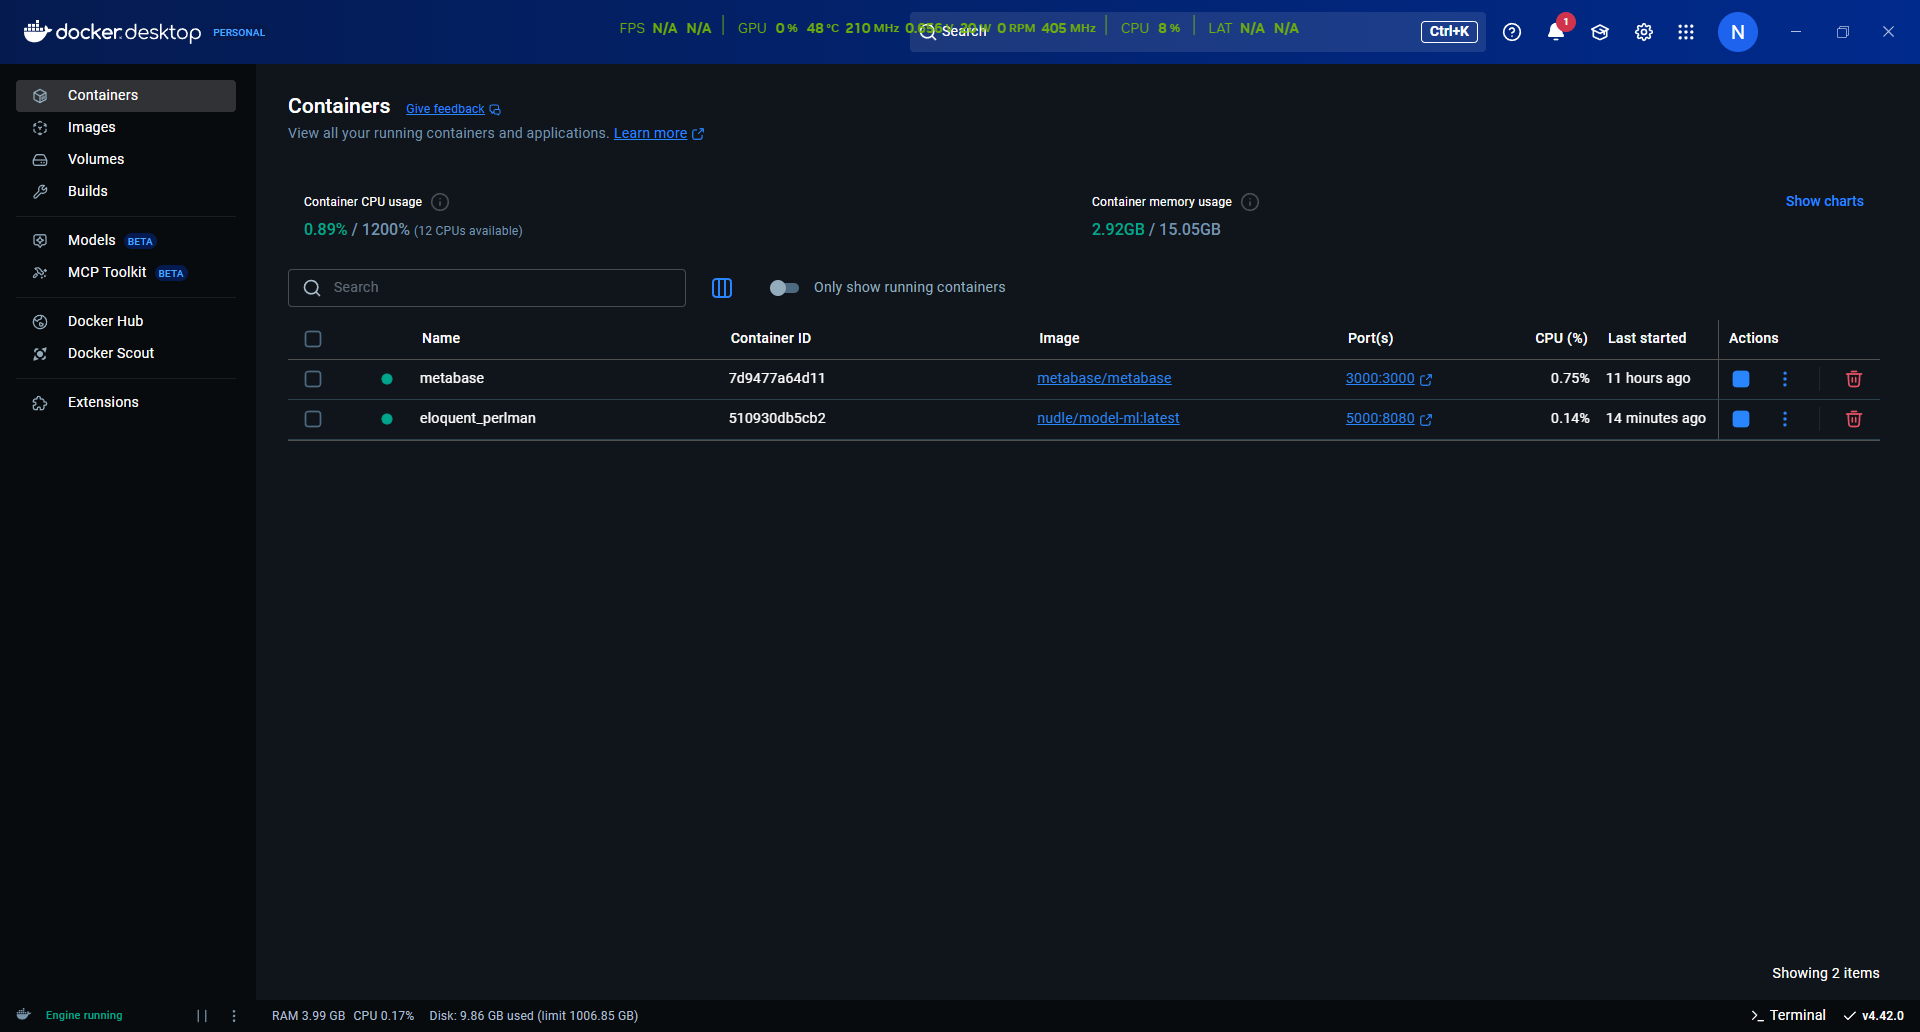 docker desktop PERSONAL
FPS N/A N/A GPU 0 % 48 °C 210 MHz 0 RPM 405 MHz CPU 8 % LAT N/A N/A
Search
Ctrl+K
1
N
Containers
Images
Volumes
Builds
Models BETA
MCP Toolkit BETA
Docker Hub
Docker Scout
Extensions
Containers Give feedback
View all your running containers and applications. Learn more
Container CPU usage
0.89% / 1200% (12 CPUs available)
Container memory usage
2.92GB / 15.05GB
Show charts
Search
Only show running containers
Name Container ID Image Port(s) CPU (%) Last started Actions
metabase 7d9477a64d11 metabase/metabase 3000:3000 0.75% 11 hours ago
eloquent_perlman 510930db5cb2 nudle/model-ml:latest 5000:8080 0.14% 14 minutes ago
Showing 2 items
Engine running
RAM 3.99 GB CPU 0.17% Disk: 9.86 GB used (limit 1006.85 GB)
Terminal
v4.42.0